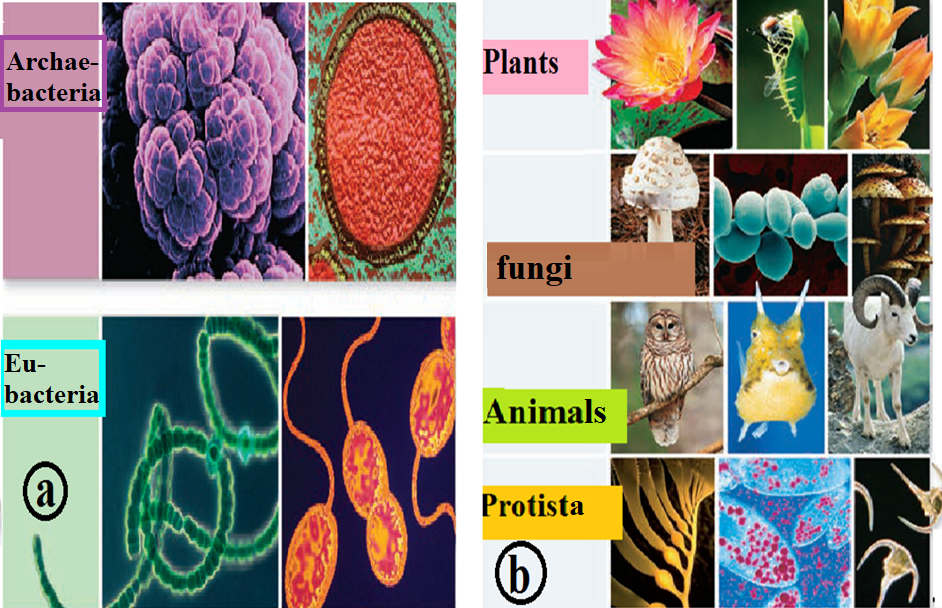 Archae-
bacteria
Eu-
bacteria
a
Plants
fungi
Animals
Protista
b